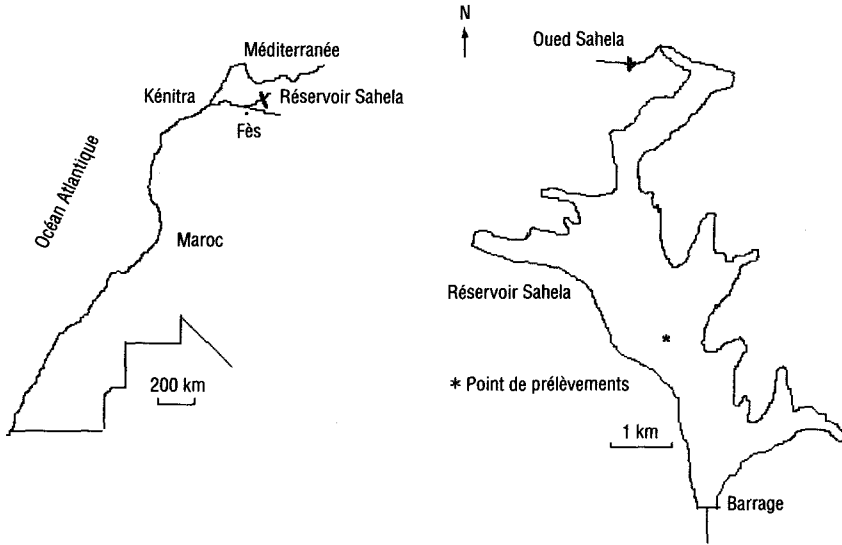 Méditerranée
Kénitra
Réservoir Sahela
Fès
Océan Atlantique
Maroc
200 km
N
Oued Sahela
Réservoir Sahela
* Point de prélèvements
1 km
Barrage